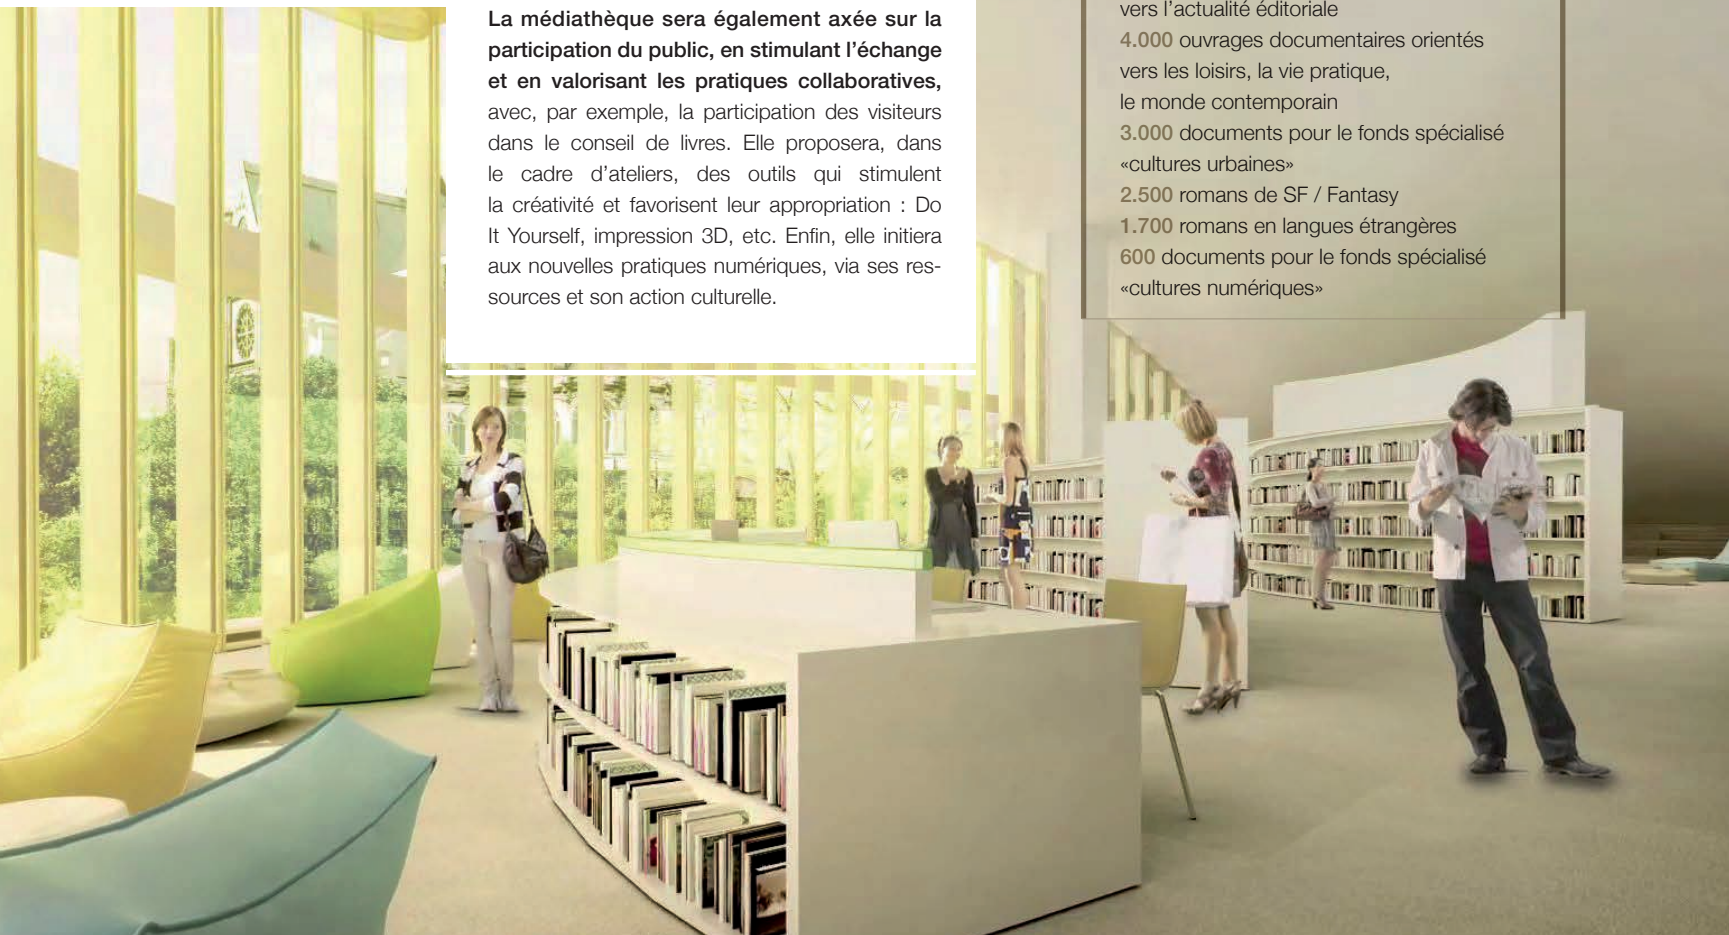 La médiathèque sera également axée sur la
participation du public, en stimulant l'échange
et en valorisant les pratiques collaboratives,
avec, par exemple, la participation des visiteurs
dans le conseil de livres. Elle proposera, dans
le cadre d'ateliers, des outils qui stimulent
la créativité et favorisent leur appropriation : Do
It Yourself, impression 3D, etc. Enfin, elle initiera
aux nouvelles pratiques numériques, via ses res-
sources et son action culturelle.
vers l'actualité éditoriale
4.000 ouvrages documentaires orientés
vers les loisirs, la vie pratique,
le monde contemporain
3.000 documents pour le fonds spécialisé
«cultures urbaines»
2.500 romans de SF / Fantasy
1.700 romans en langues étrangères
600 documents pour le fonds spécialisé
«cultures numériques»